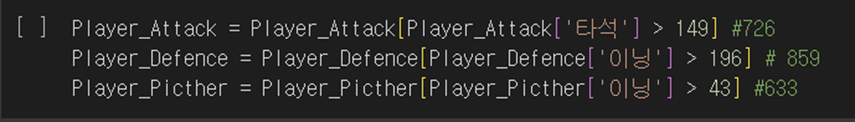 [ ] Player_Attack = Player_Attack[Player_Attack['타석'] > 149] #726
Player_Defence = Player_Defence[Player_Defence['이닝'] > 196] # 859
Player_Picther = Player_Picther[Player_Picther['이닝'] > 43] #633